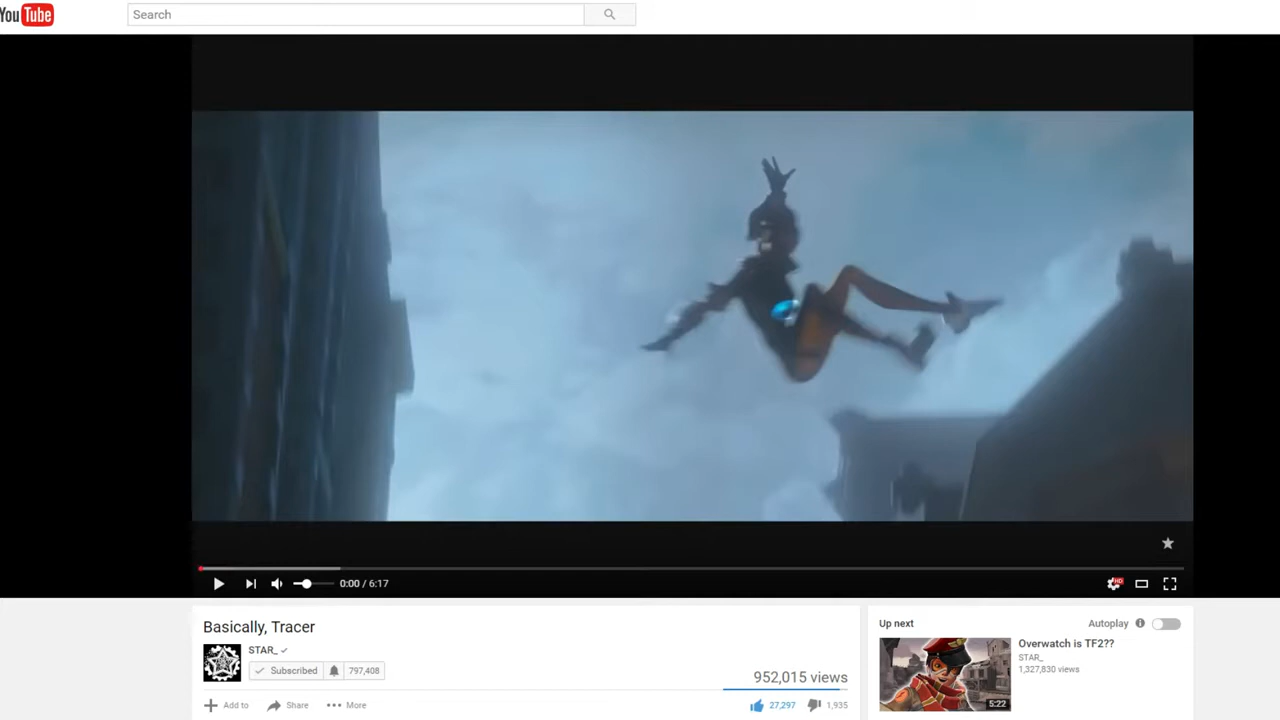 YouTube
Search
HD
0:00 / 6:17
Basically, Tracer
STAR_
Subscribed
797,408
952,015 views
Add to
Share
More
27,297
1,935
Up next
Autoplay
Overwatch is TF2??
STAR_
1,327,830 views
5:22